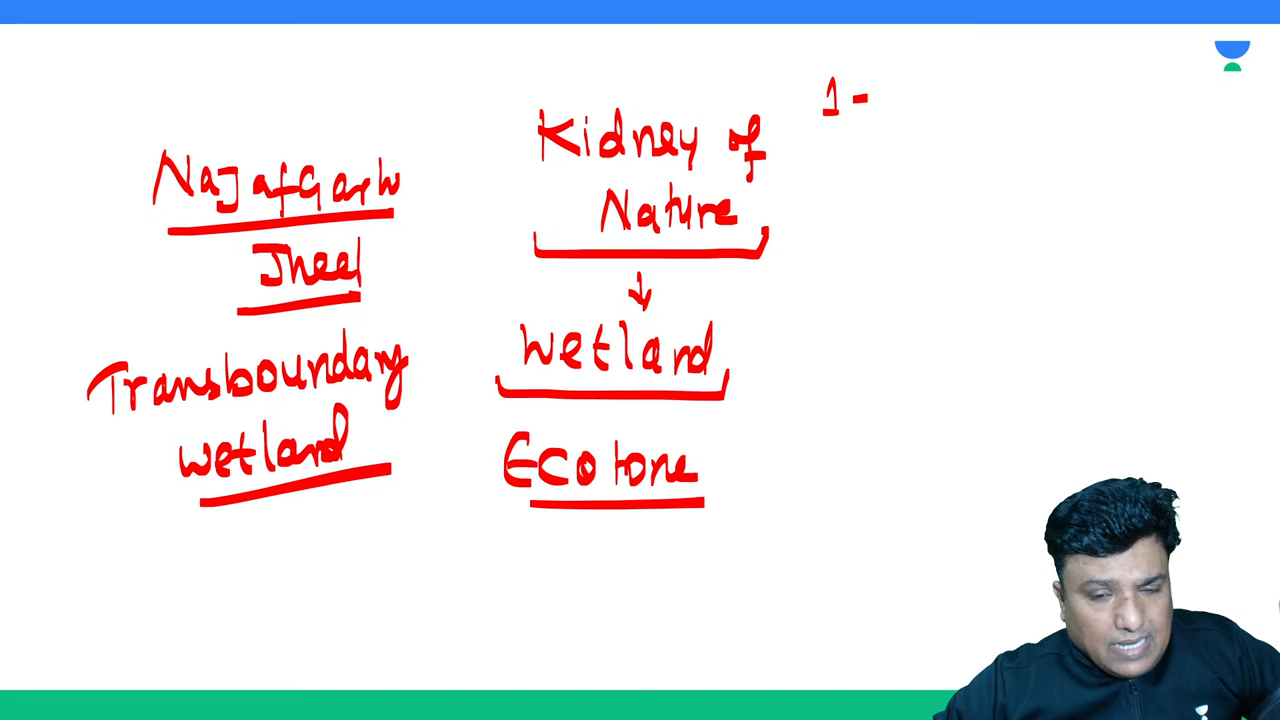 Najafgarh
Jheel
Transboundary
wetland
Kidney of
Nature
↓
Wetland
Ecotone
1 -